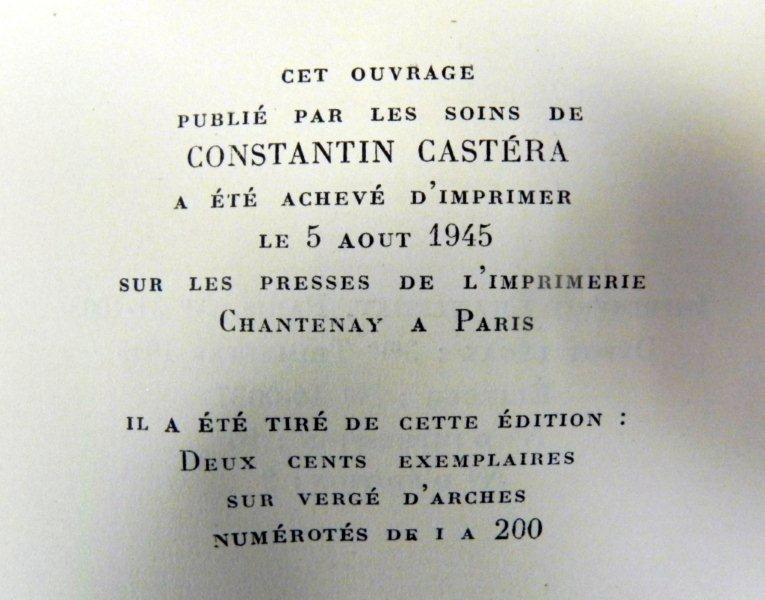 CET OUVRAGE
PUBLIÉ PAR LES SOINS DE
CONSTANTIN CASTÉRA
A ÉTÉ ACHEVÉ D'IMPRIMER
LE 5 AOUT 1945
SUR LES PRESSES DE L'IMPRIMERIE
CHANTENAY A PARIS
IL A ÉTÉ TIRÉ DE CETTE ÉDITION :
DEUX CENTS EXEMPLAIRES
SUR VERGÉ D'ARCHES
NUMÉROTÉS DE I A 200